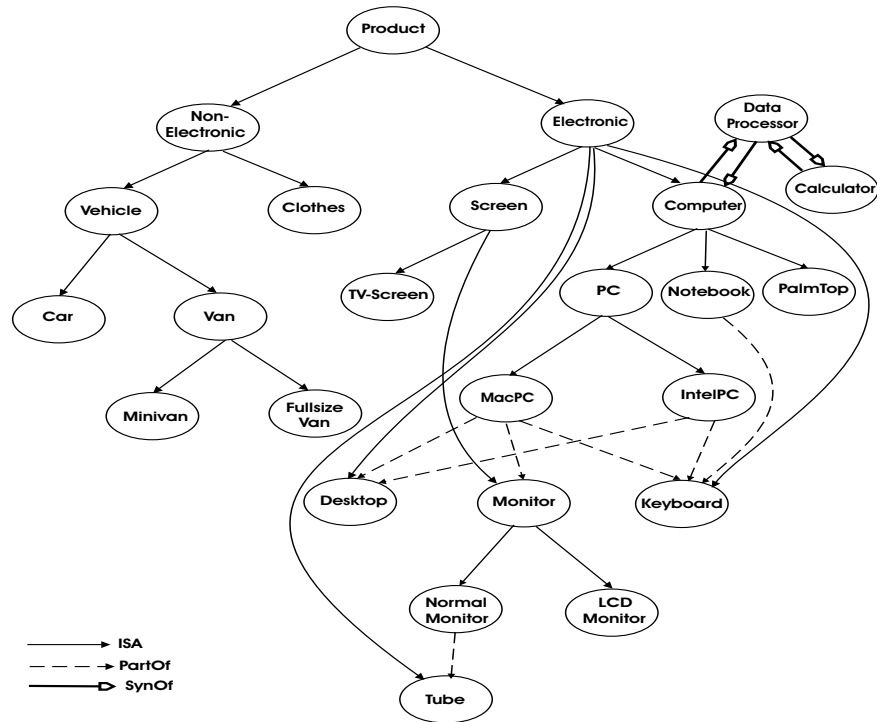 Product
Non-
Electronic
Electronic
Data
Processor
Vehicle
Clothes
Screen
Computer
Calculator
TV-Screen
PC
Notebook
PalmTop
Car
Van
Minivan
Fullsize
Van
MacPC
IntelPC
Desktop
Monitor
Keyboard
Normal
Monitor
LCD
Monitor
Tube
ISA
PartOf
SynOf